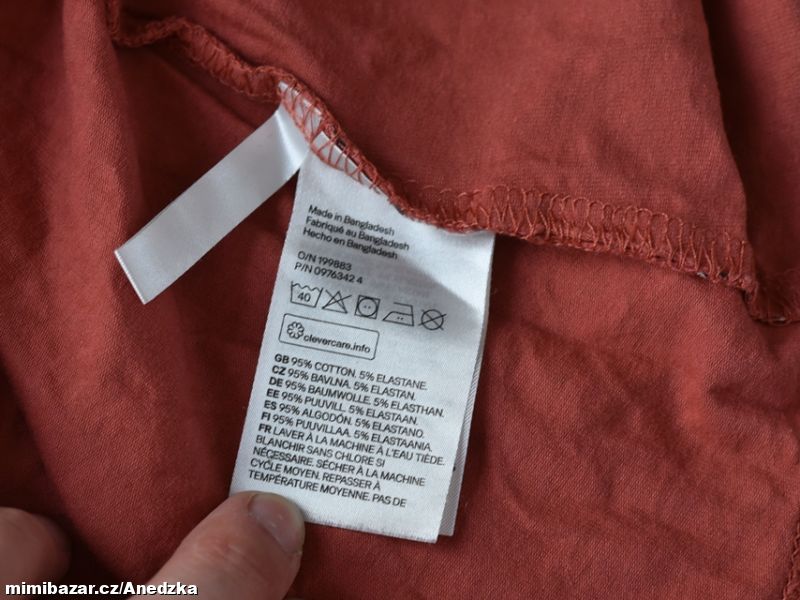 Made in Bangladesh
Fabriqué au Bangladesh
Hecho en Bangladesh
O/N 199883
P/N 0976342 4
40
clevercare.info
GB 95% COTTON. 5% ELASTANE.
CZ 95% BAVLNA. 5% ELASTAN.
DE 95% BAUMWOLLE. 5% ELASTHAN.
EE 95% PUUVILL. 5% ELASTAAN.
ES 95% ALGODÓN. 5% ELASTANO.
FI 95% PUUVILLAA. 5% ELASTAANIA.
FR LAVER À LA MACHINE À L'EAU TIÈDE.
BLANCHIR SANS CHLORE SI
NÉCESSAIRE. SÉCHER À LA MACHINE
CYCLE MOYEN. REPASSER À
TEMPÉRATURE MOYENNE. PAS DE
mimibazar.cz/Anedzka